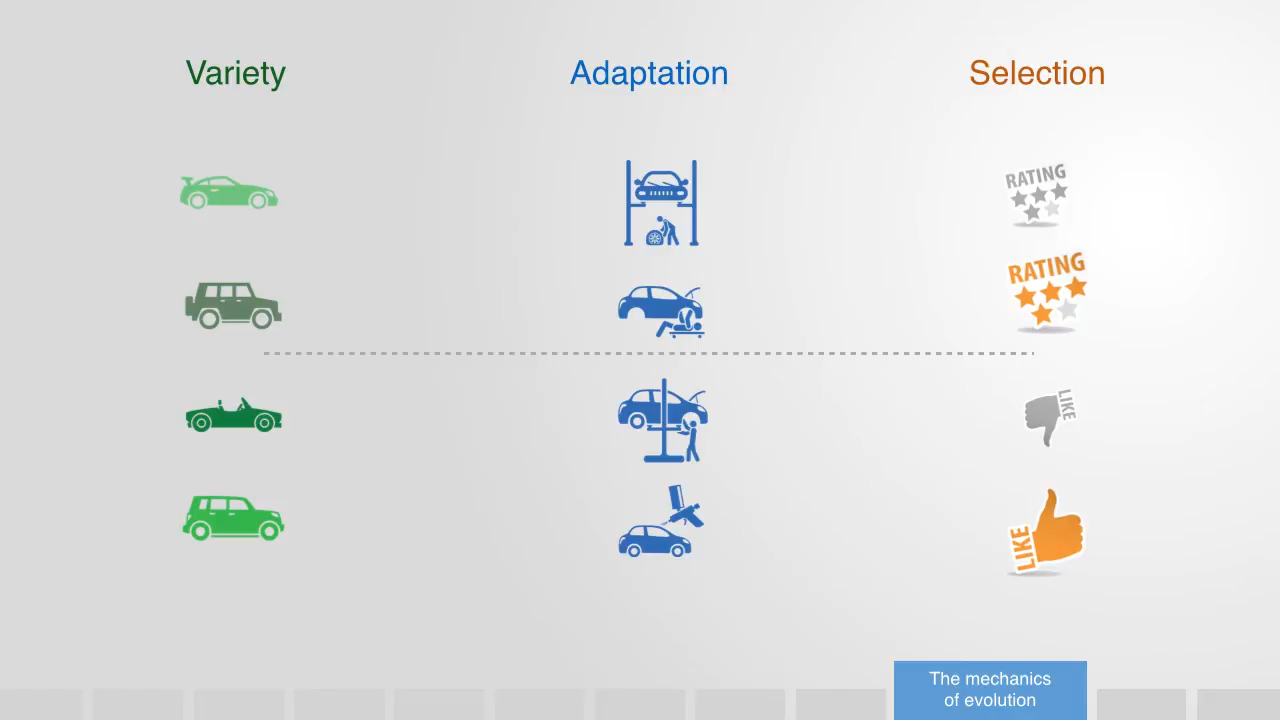 Variety
Adaptation
Selection
RATING
RATING
LIKE
LIKE
The mechanics
of evolution